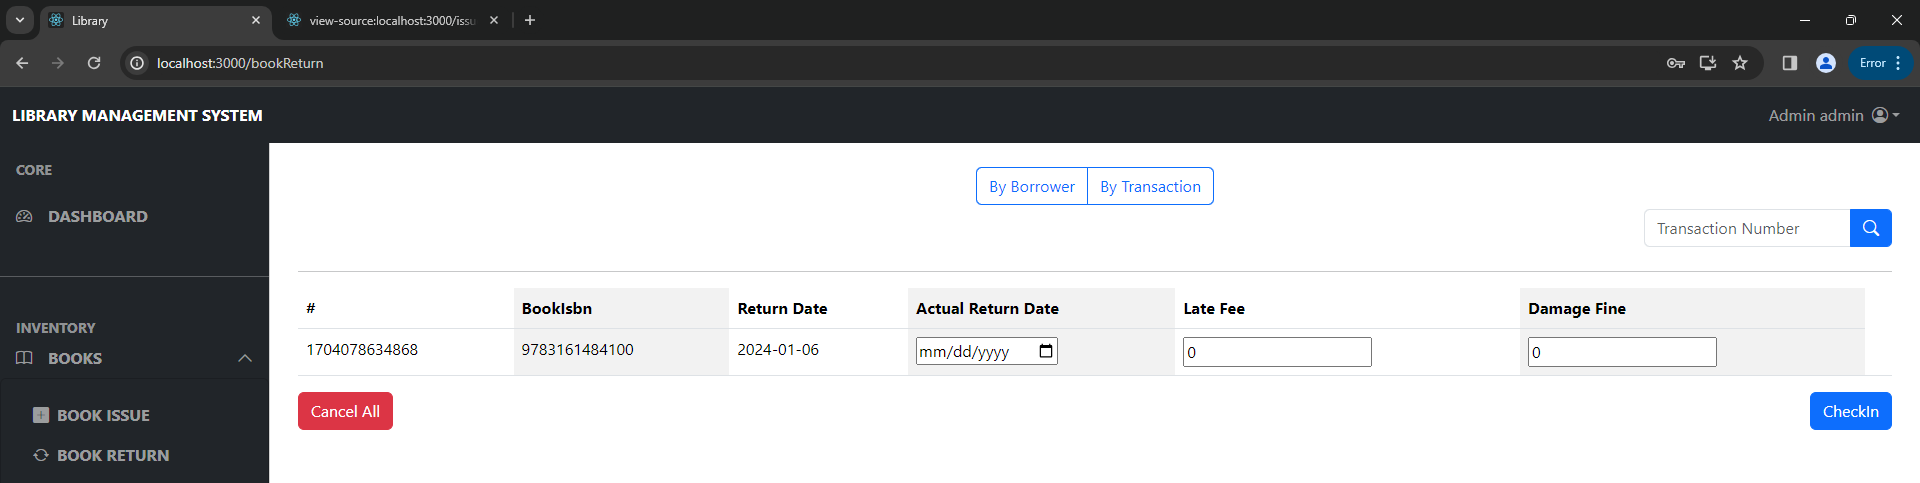 Library
view-source:localhost:3000/issu
localhost:3000/bookReturn
Error
LIBRARY MANAGEMENT SYSTEM
Admin admin
CORE
DASHBOARD
INVENTORY
BOOKS
BOOK ISSUE
BOOK RETURN
By Borrower By Transaction
Transaction Number
# BookIsbn Return Date Actual Return Date Late Fee Damage Fine
1704078634868 9783161484100 2024-01-06 mm/dd/yyyy 0 0
Cancel All CheckIn